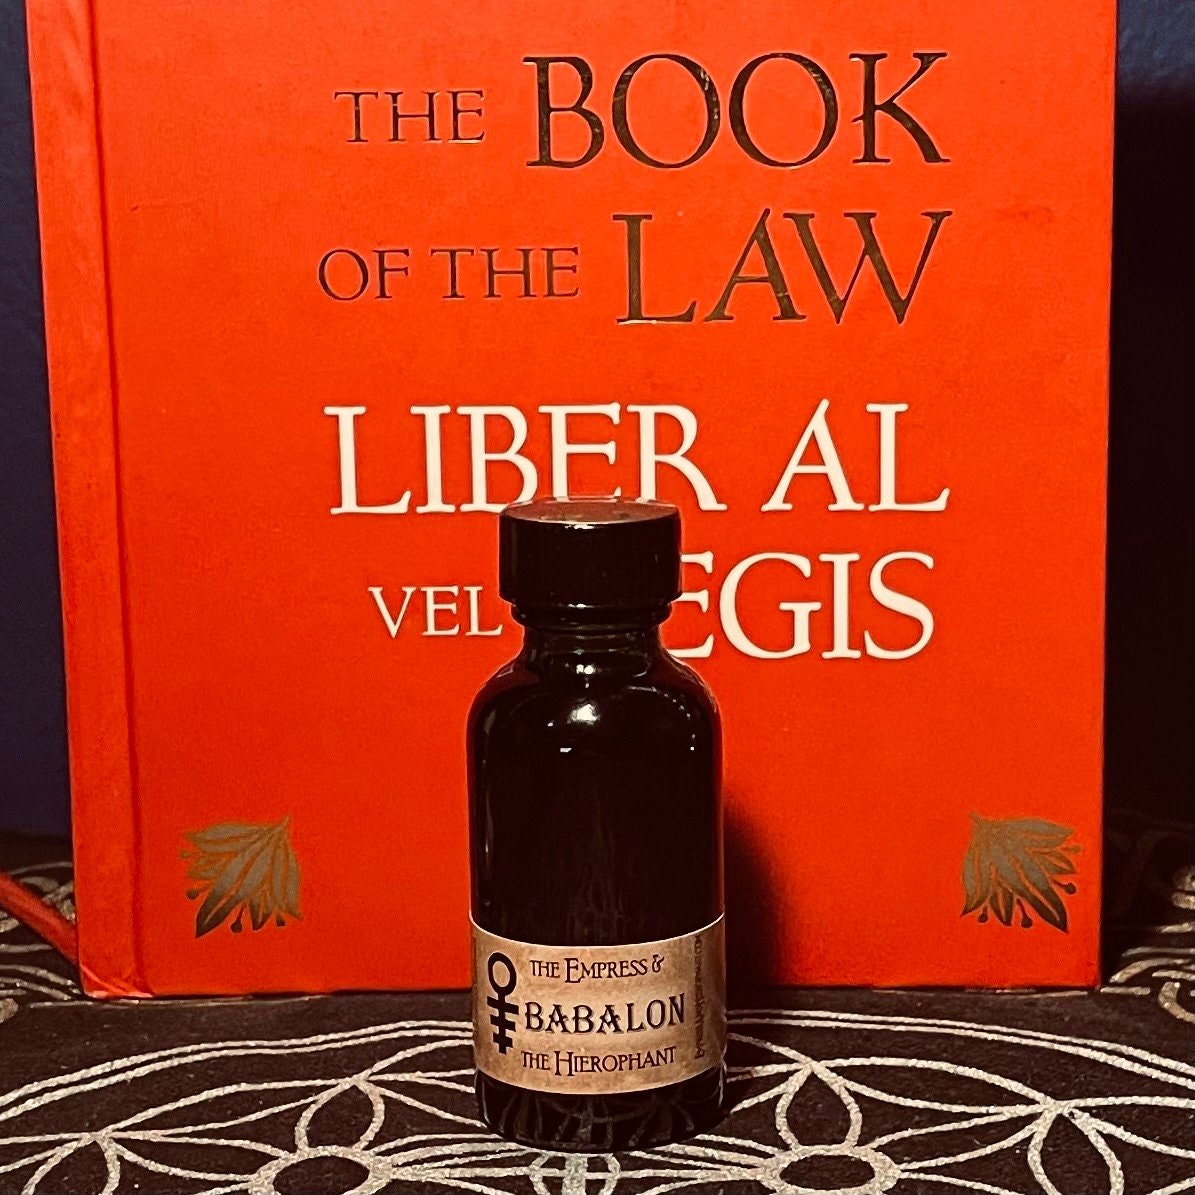 THE BOOK
OF THE LAW
LIBER AL
VEL EGIS
THE EMPRESS &
BABALON
THE HIEROPHANT